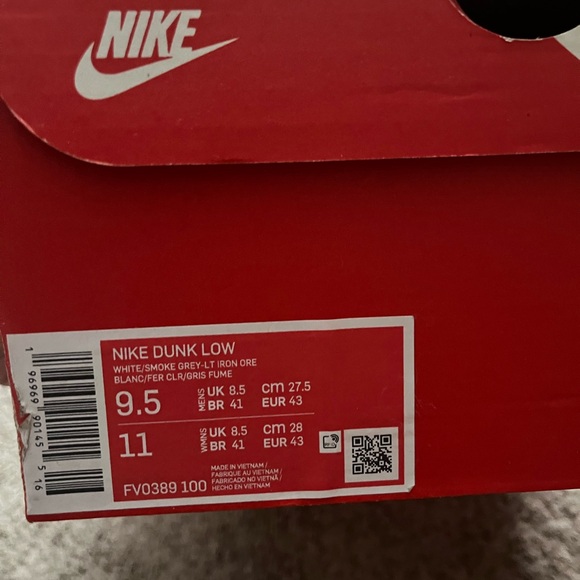 NIKE
NIKE DUNK LOW
WHITE/SMOKE GREY-LT IRON ORE
BLANC/FER CLR/GRIS FUME
9.5 MENS UK 8.5 CM 27.5
BR 41 EUR 43
11 WMNS UK 8.5 CM 28
BR 41 EUR 43
MADE IN VIETNAM /
FABRIQUE AU VIETNAM /
FABRICADO NO VIETNÃ /
HECHO EN VIETNAM
FV0389 100
1 96969 90145 5 16